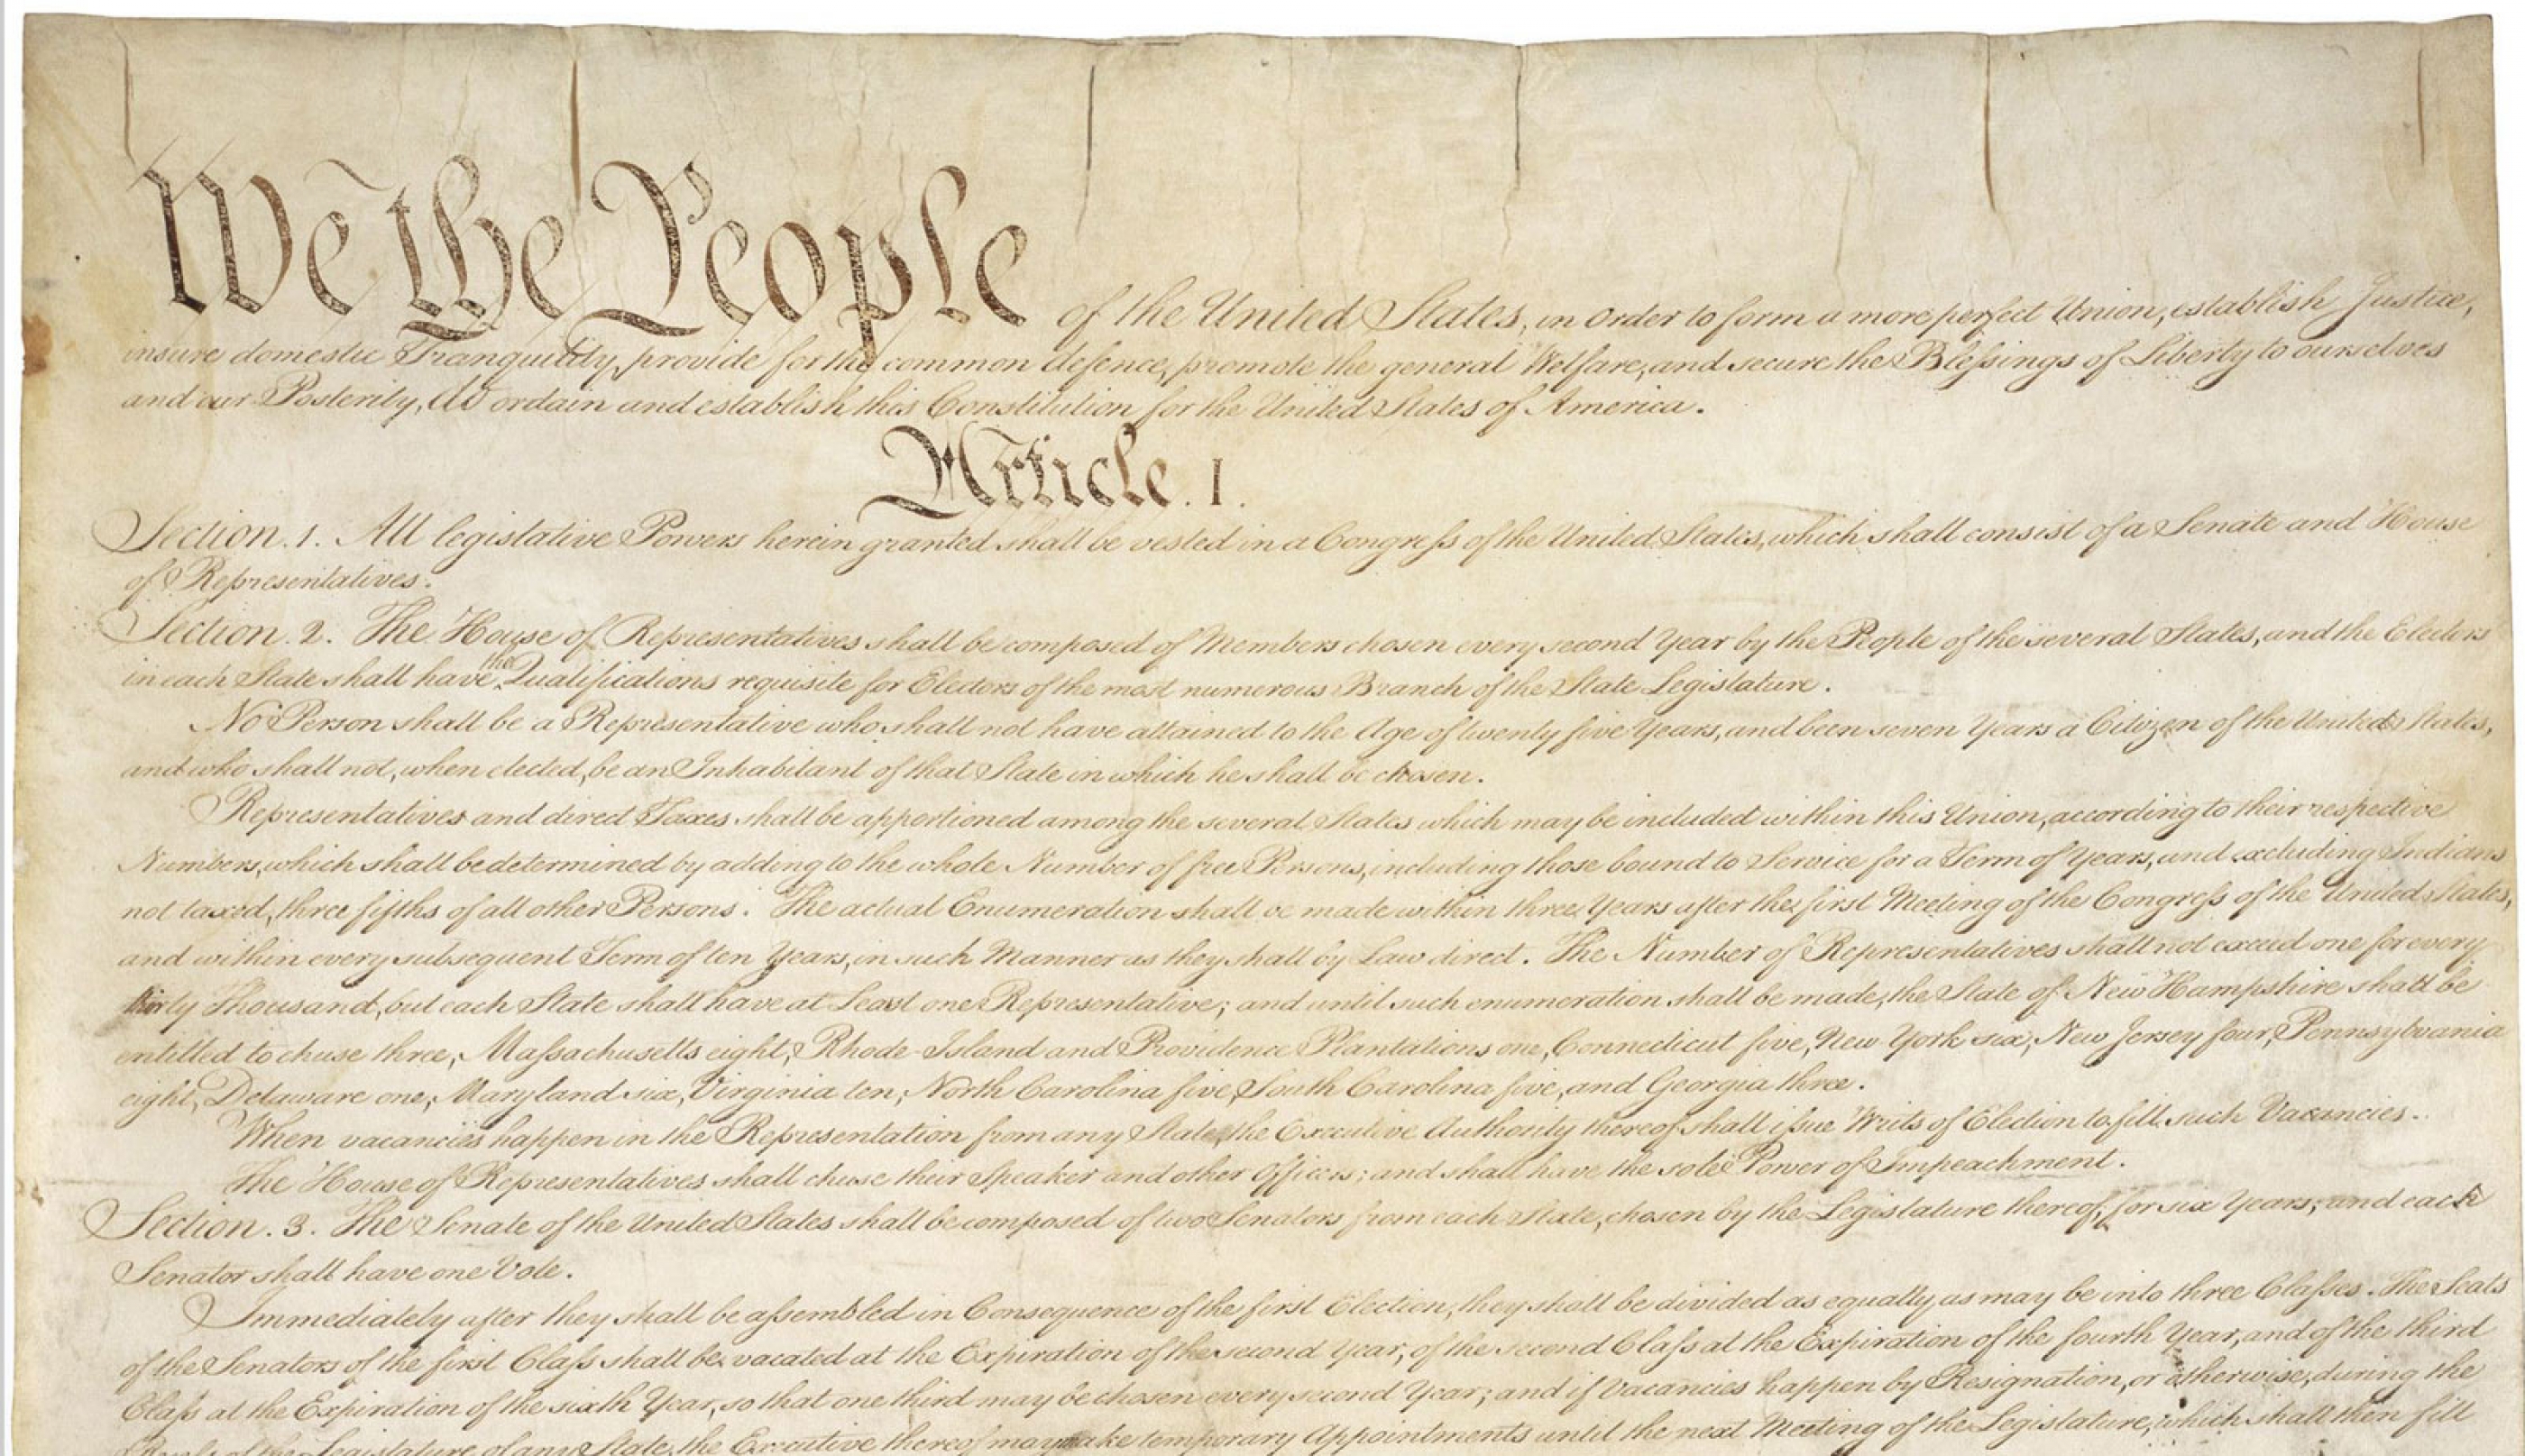 We the People of the United States, in Order to form a more perfect Union, establish Justice,
insure domestic Tranquility, provide for the common defence, promote the general Welfare, and secure the Blessings of Liberty to ourselves
and our Posterity, do ordain and establish this Constitution for the United States of America.
Article. I.
Section. 1. All legislative Powers herein granted shall be vested in a Congress of the United States, which shall consist of a Senate and House
of Representatives.
Section. 2. The House of Representatives shall be composed of Members chosen every second Year by the People of the several States, and the Electors
in each State shall have the Qualifications requisite for Electors of the most numerous Branch of the State Legislature.
No Person shall be a Representative who shall not have attained to the Age of twenty five Years, and been seven Years a Citizen of the United States,
and who shall not, when elected, be an Inhabitant of that State in which he shall be chosen.
Representatives and direct Taxes shall be apportioned among the several States which may be included within this Union, according to their respective
Numbers, which shall be determined by adding to the whole Number of free Persons, including those bound to Service for a Term of Years, and excluding Indians
not taxed, three fifths of all other Persons. The actual Enumeration shall be made within three Years after the first Meeting of the Congress of the United States,
and within every subsequent Term of ten Years, in such Manner as they shall by Law direct. The Number of Representatives shall not exceed one for every
thirty Thousand, but each State shall have at Least one Representative; and until such enumeration shall be made, the State of New Hampshire shall be
entitled to chuse three, Massachusetts eight, Rhode-Island and Providence Plantations one, Connecticut five, New-York six, New Jersey four, Pennsylvania
eight, Delaware one, Maryland six, Virginia ten, North Carolina five, South Carolina five, and Georgia three.
When vacancies happen in the Representation from any State, the Executive Authority thereof shall issue Writs of Election to fill such Vacancies.
The House of Representatives shall chuse their Speaker and other Officers; and shall have the sole Power of Impeachment.
Section. 3. The Senate of the United States shall be composed of two Senators from each State, chosen by the Legislature thereof, for six Years; and each
Senator shall have one Vote.
Immediately after they shall be assembled in Consequence of the first Election, they shall be divided as equally as may be into three Classes. The Seats
of the Senators of the first Class shall be vacated at the Expiration of the second Year, of the second Class at the Expiration of the fourth Year, and of the third
Class at the Expiration of the sixth Year, so that one third may be chosen every second Year; and if Vacancies happen by Resignation, or otherwise, during the
Recess of the Legislature of any State, the Executive thereof may make temporary Appointments until the next Meeting of the Legislature, which shall then fill